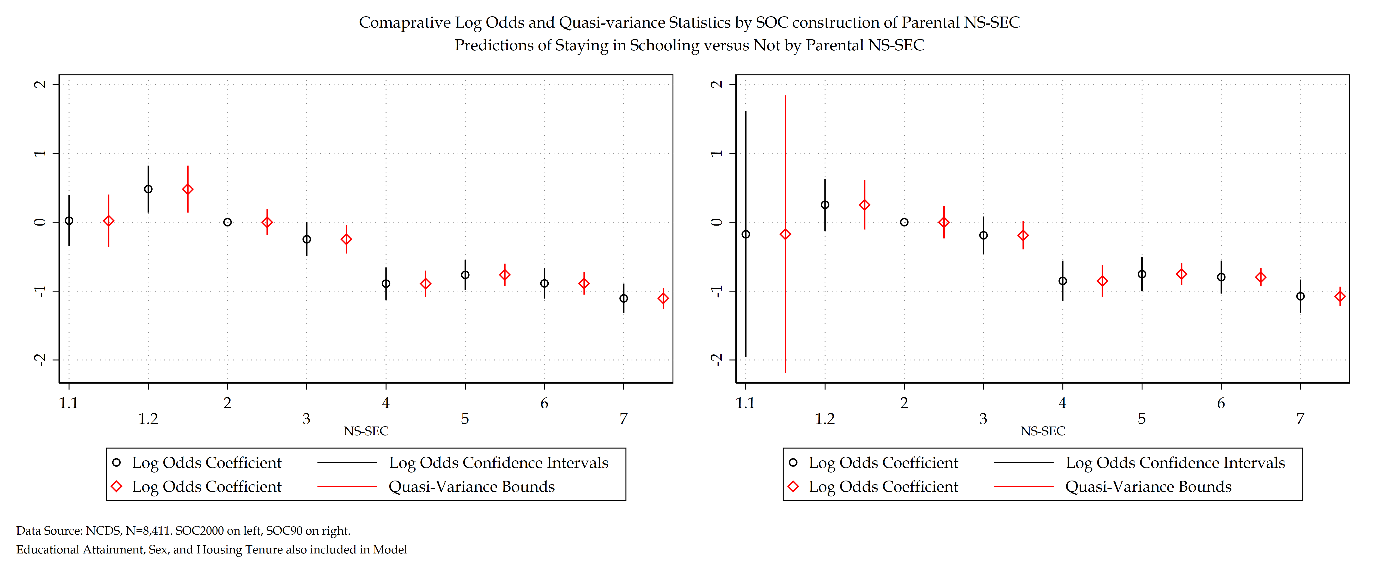 Comaprative Log Odds and Quasi-variance Statistics by SOC construction of Parental NS-SEC
Predictions of Staying in Schooling versus Not by Parental NS-SEC
2
1
0
-1
-2
1.1
1.2
2
3
4
5
6
7
NS-SEC
Log Odds Coefficient
Log Odds Confidence Intervals
Log Odds Coefficient
Quasi-Variance Bounds
2
1
0
-1
-2
1.1
1.2
2
3
4
5
6
7
NS-SEC
Log Odds Coefficient
Log Odds Confidence Intervals
Log Odds Coefficient
Quasi-Variance Bounds
Data Source: NCDS, N=8,411. SOC2000 on left, SOC90 on right.
Educational Attainment, Sex, and Housing Tenure also included in Model